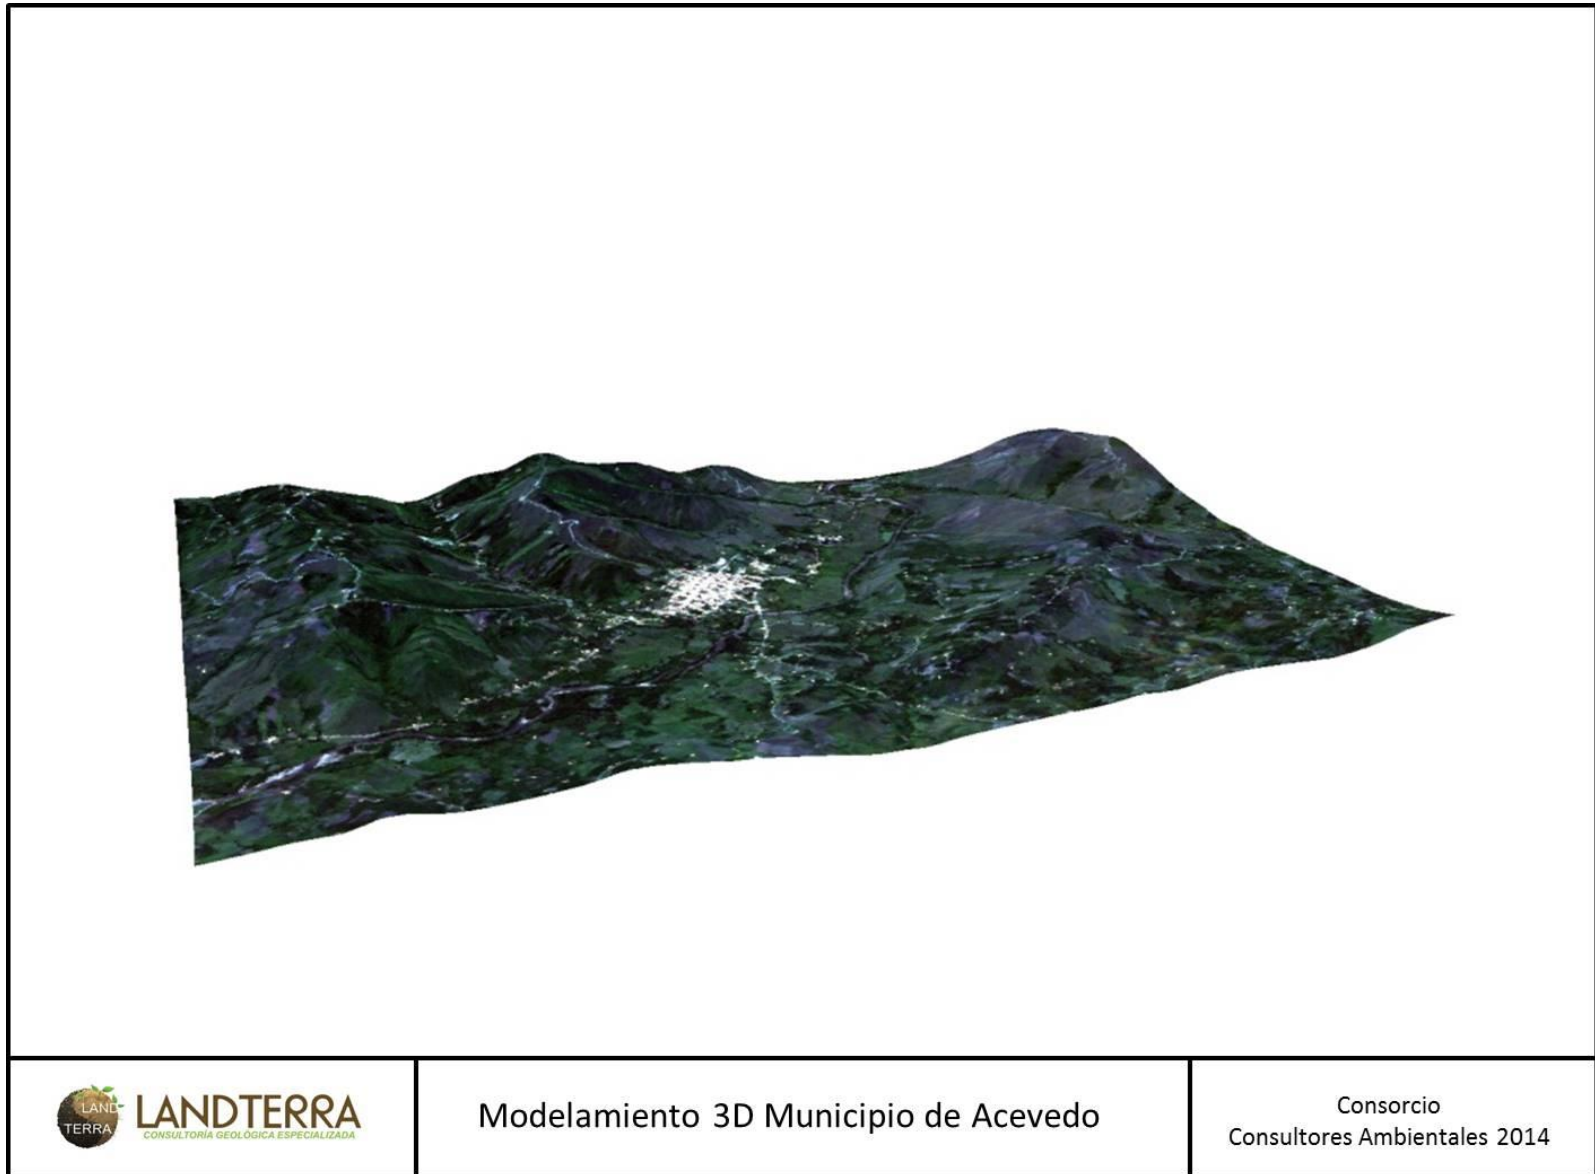 LAND
TERRA
LANDTERRA
CONSULTORÍA GEOLÓGICA ESPECIALIZADA
Modelamiento 3D Municipio de Acevedo
Consorcio
Consultores Ambientales 2014